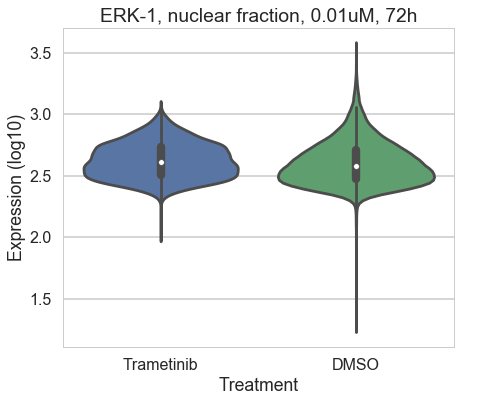 ERK-1, nuclear fraction, 0.01uM, 72h
Expression (log10)
3.5
3.0
2.5
2.0
1.5
Trametinib DMSO
Treatment